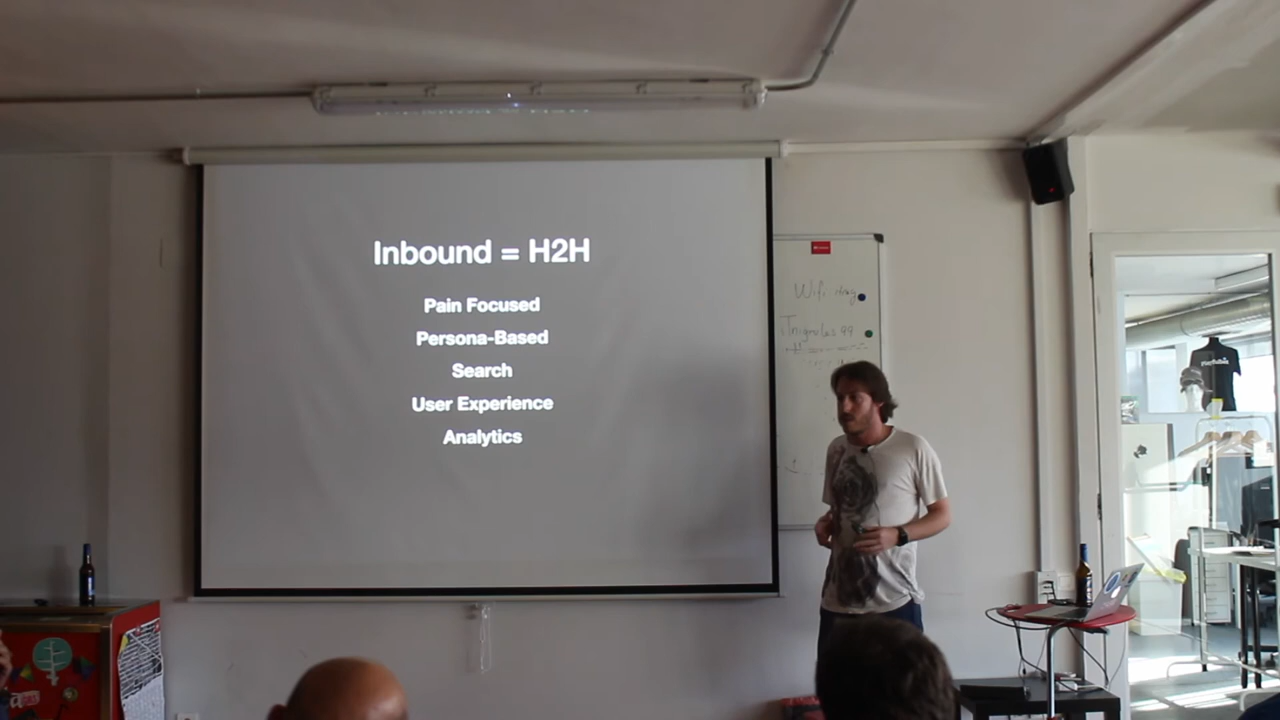 Inbound = H2H
Pain Focused
Persona-Based
Search
User Experience
Analytics
Wifi